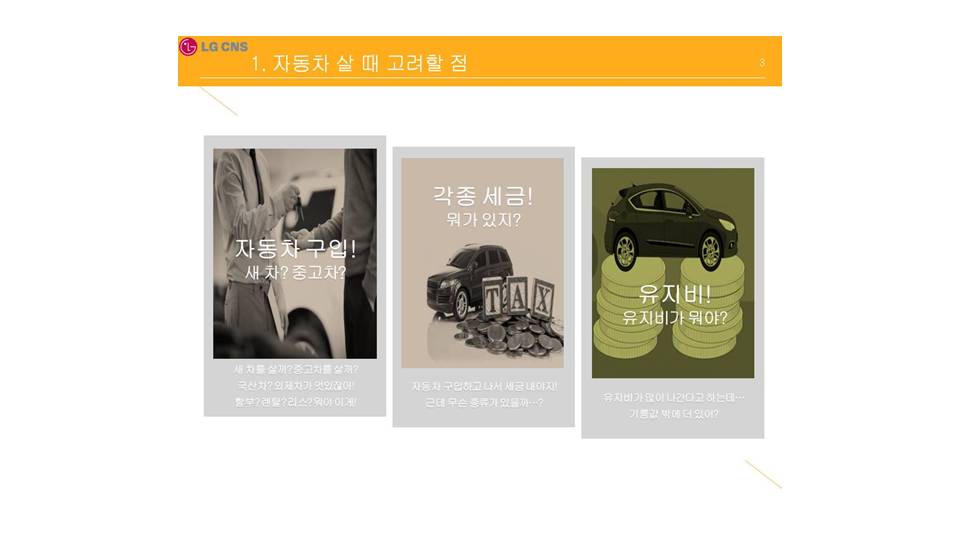 LG CNS
1. 자동차 살 때 고려할 점
3
자동차 구입!
새 차? 중고차?
새 차를 살까? 중고차를 살까?
국산차? 외제차가 멋있잖아!
할부? 렌탈? 리스? 뭐야 이게!
각종 세금!
뭐가 있지?
TAX
자동차 구입하고 나서 세금 내야지!
근데 무슨 종류가 있을까…?
유지비!
유지비가 뭐야?
유지비가 많이 나간다고 하는데…
기름값 밖에 더 있어?